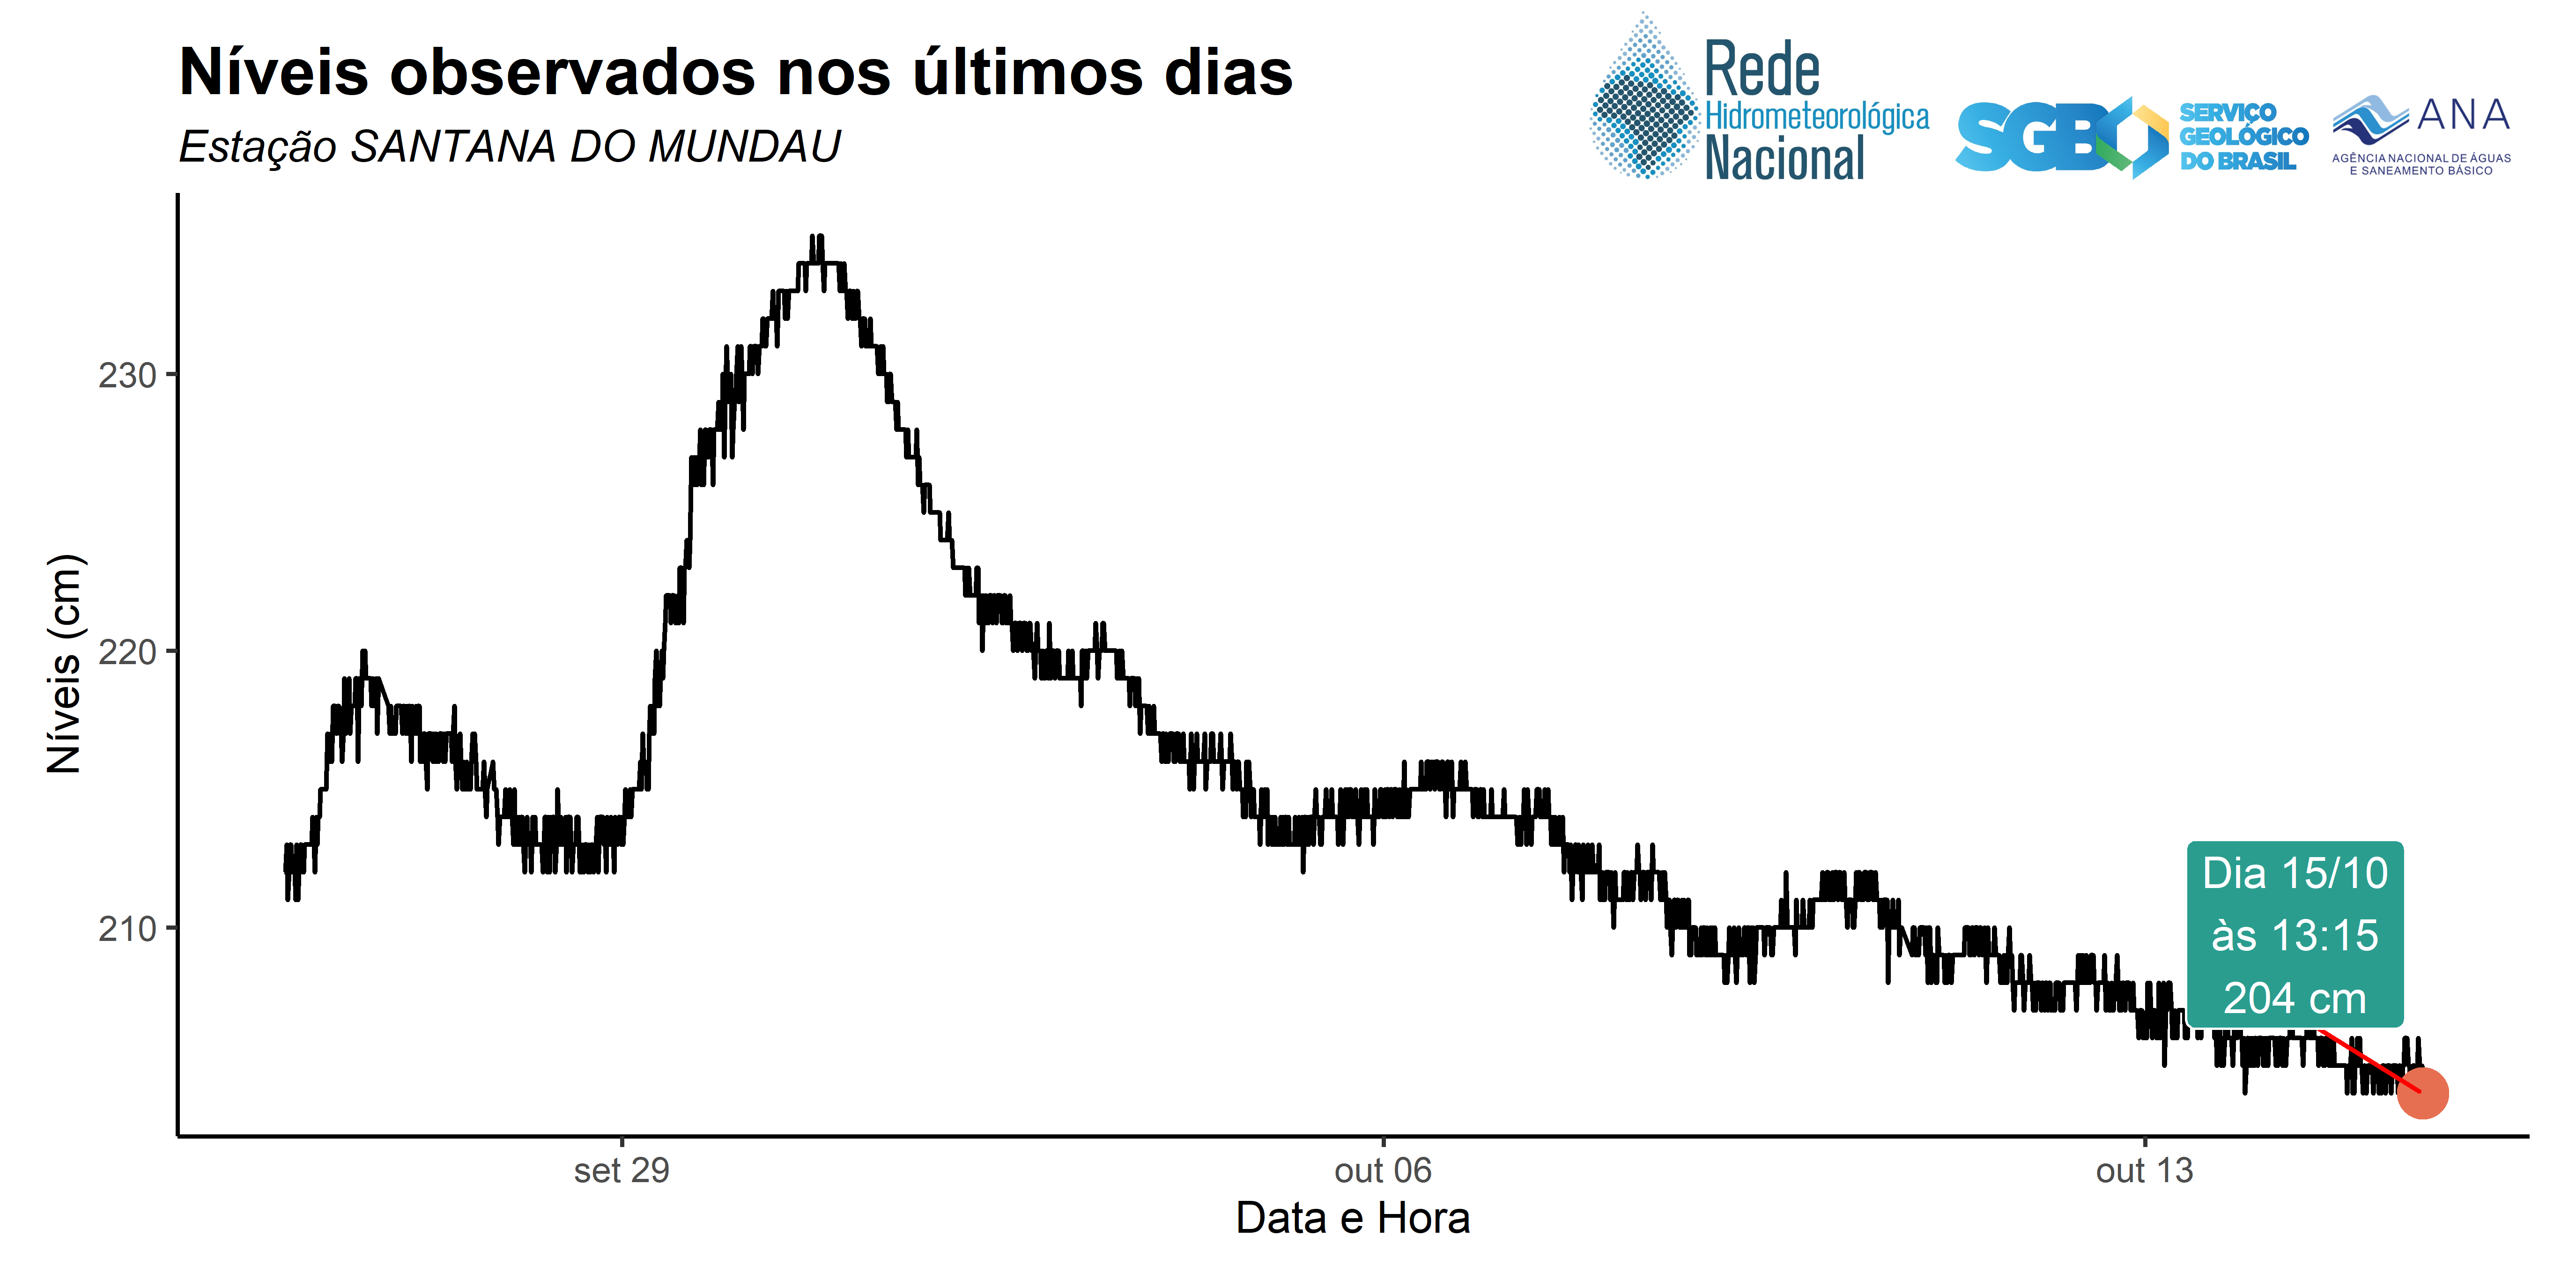 Níveis observados nos últimos dias
Estação SANTANA DO MUNDAU
Rede
Hidrometeorológica
Nacional
SGB
SERVIÇO
GEOLÓGICO
DO BRASIL
ANA
AGÊNCIA NACIONAL DE ÁGUAS
E SANEAMENTO BÁSICO
Níveis (cm)
230
220
210
Dia 15/10
às 13:15
204 cm
set 29
out 06
out 13
Data e Hora